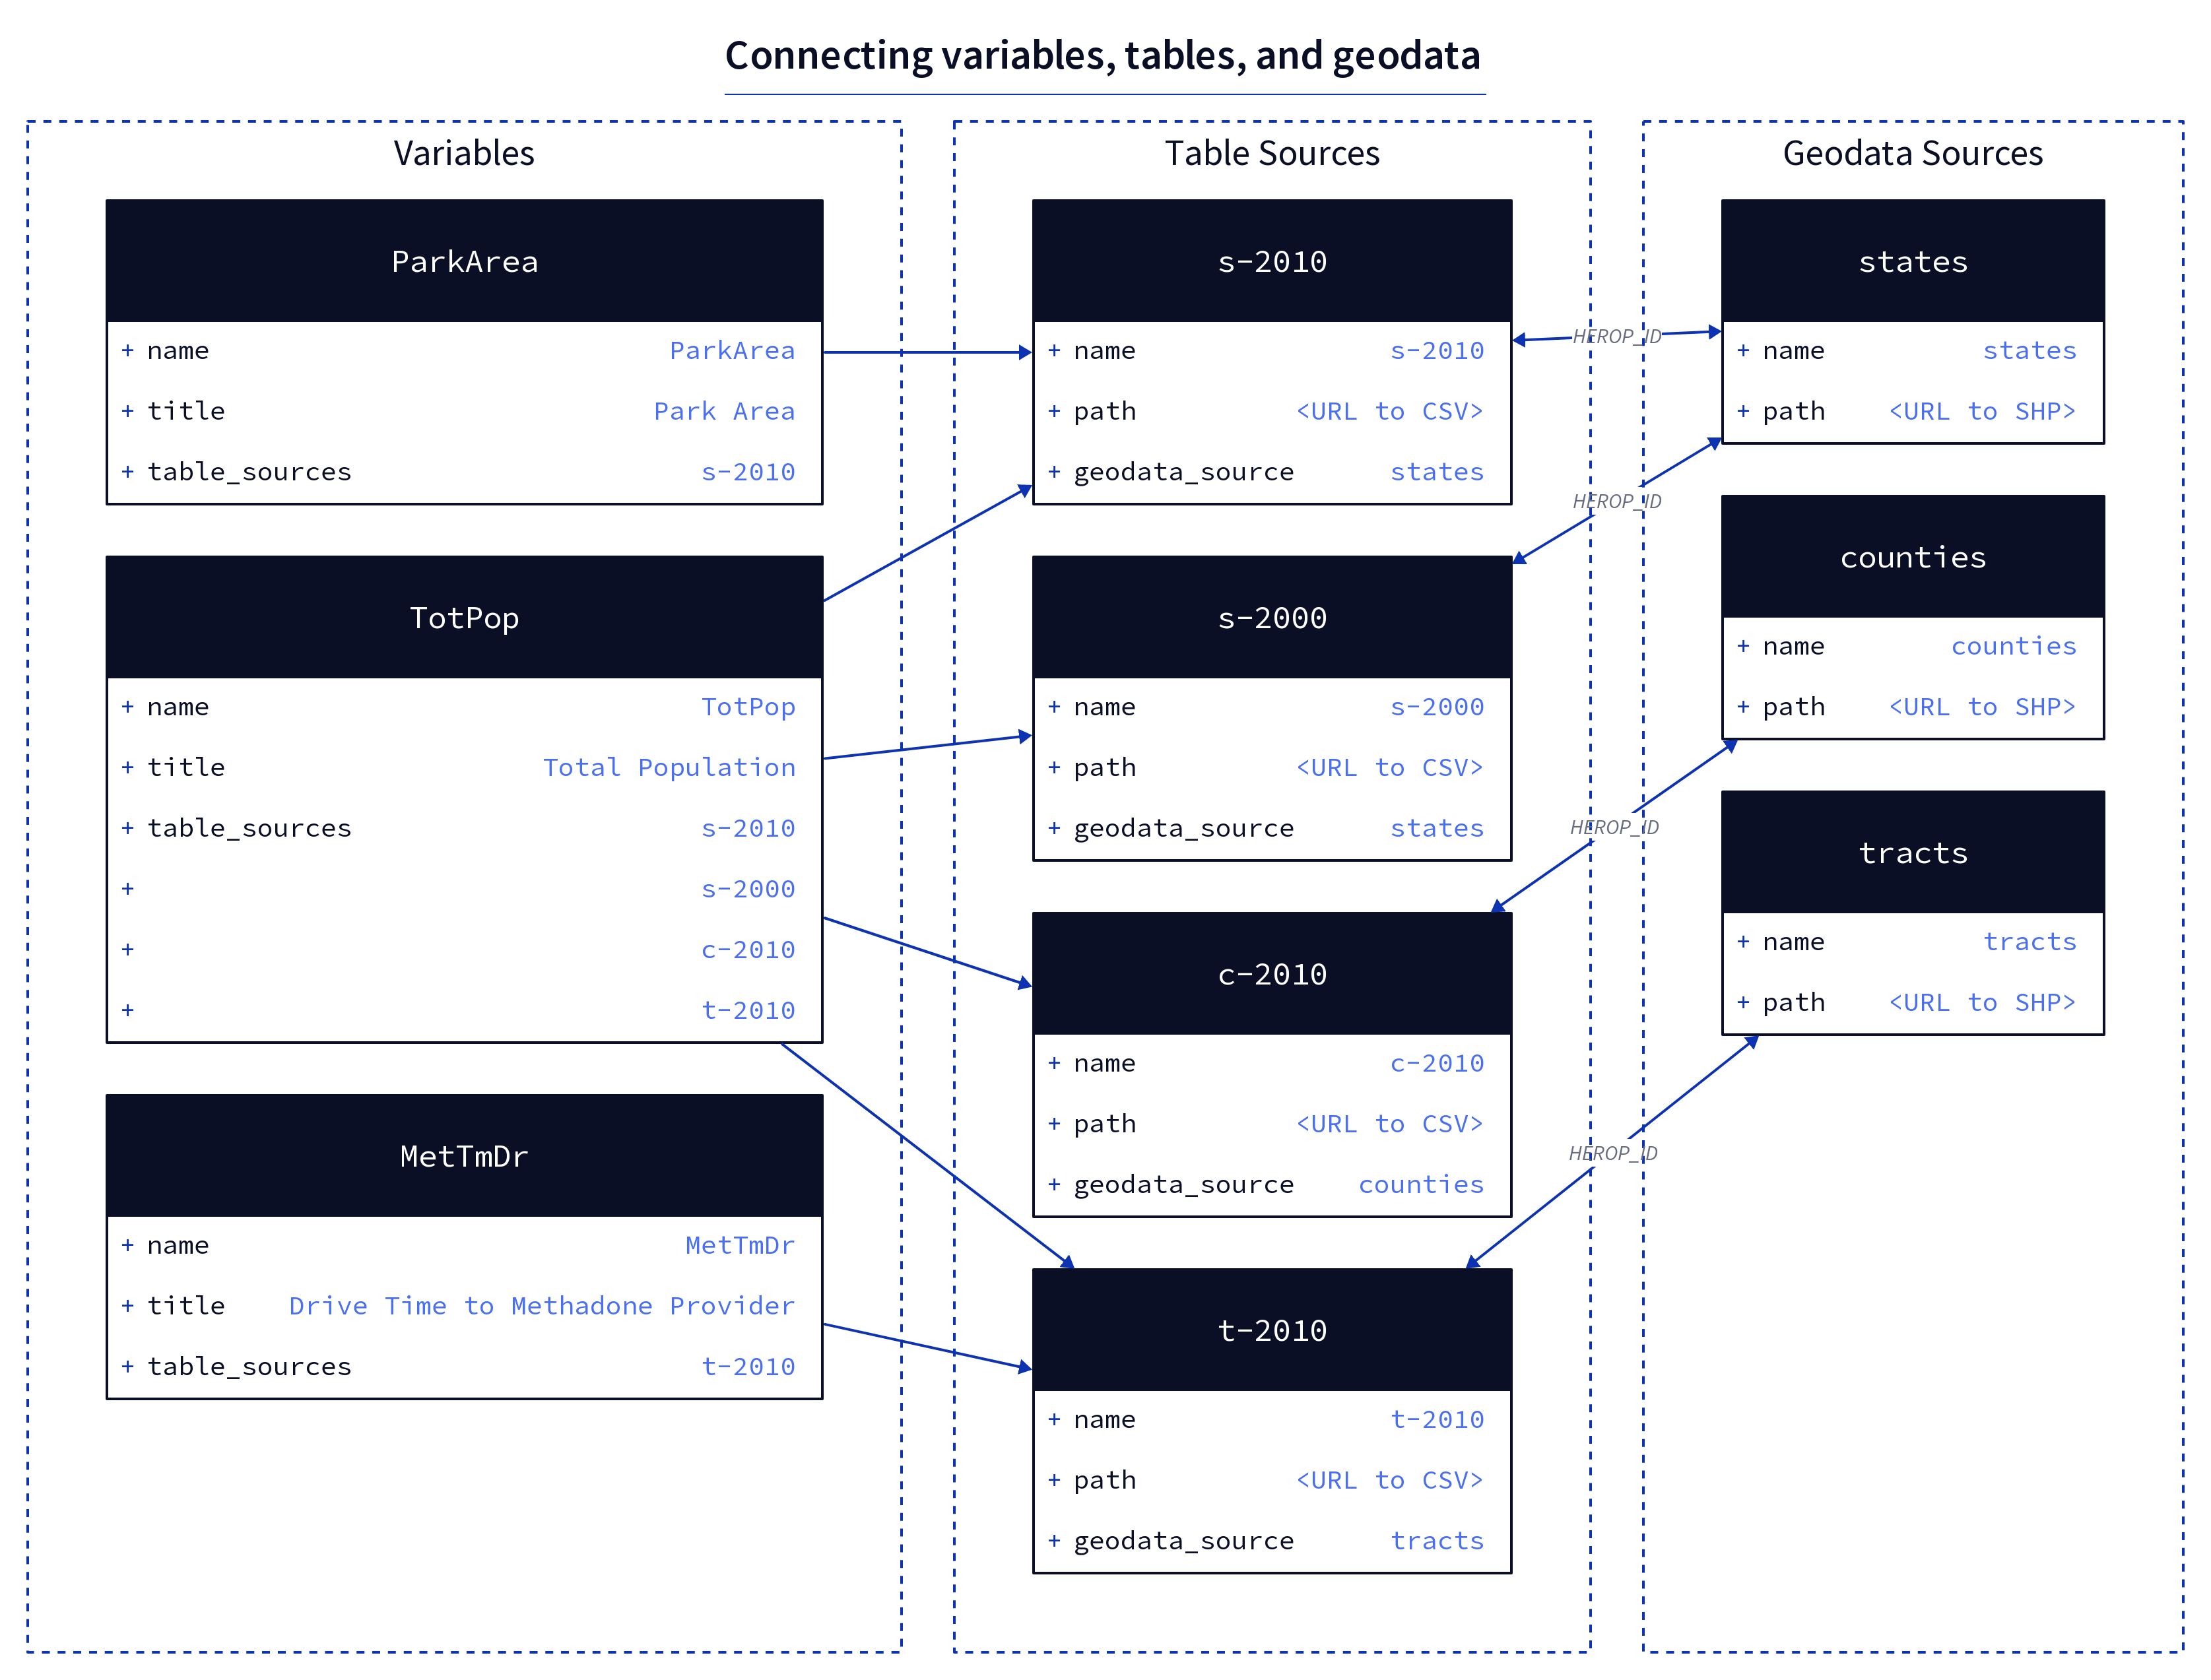 Connecting variables, tables, and geodata
Variables
ParkArea
+ name ParkArea
+ title Park Area
+ table_sources s-2010
TotPop
+ name TotPop
+ title Total Population
+ table_sources s-2010
+ s-2000
+ c-2010
+ t-2010
MetTmDr
+ name MetTmDr
+ title Drive Time to Methadone Provider
+ table_sources t-2010
Table Sources
s-2010
+ name s-2010
+ path <URL to CSV>
+ geodata_source states
s-2000
+ name s-2000
+ path <URL to CSV>
+ geodata_source states
c-2010
+ name c-2010
+ path <URL to CSV>
+ geodata_source counties
t-2010
+ name t-2010
+ path <URL to CSV>
+ geodata_source tracts
HEROP_ID
HEROP_ID
HEROP_ID
HEROP_ID
Geodata Sources
states
+ name states
+ path <URL to SHP>
counties
+ name counties
+ path <URL to SHP>
tracts
+ name tracts
+ path <URL to SHP>